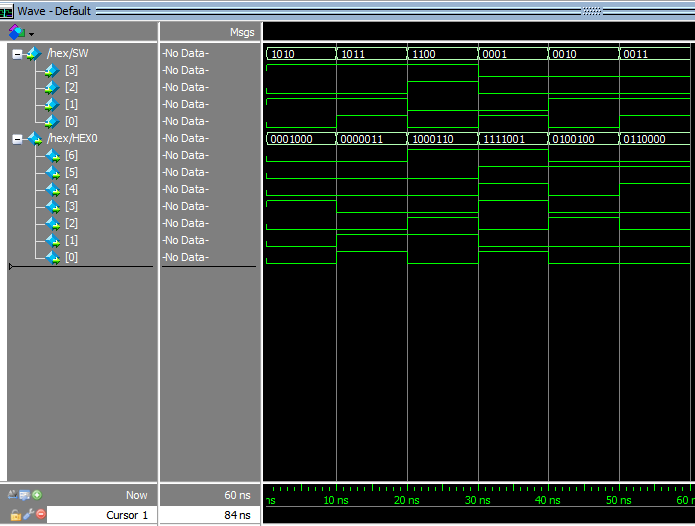 Wave - Default
Msgs
/hex/SW -No Data- 1010 1011 1100 0001 0010 0011
[3] -No Data-
[2] -No Data-
[1] -No Data-
[0] -No Data-
/hex/HEX0 -No Data- 0001000 0000011 1000110 1111001 0100100 0110000
[6] -No Data-
[5] -No Data-
[4] -No Data-
[3] -No Data-
[2] -No Data-
[1] -No Data-
[0] -No Data-
Now 60 ns ns 10 ns 20 ns 30 ns 40 ns 50 ns 60 n
Cursor 1 84 ns